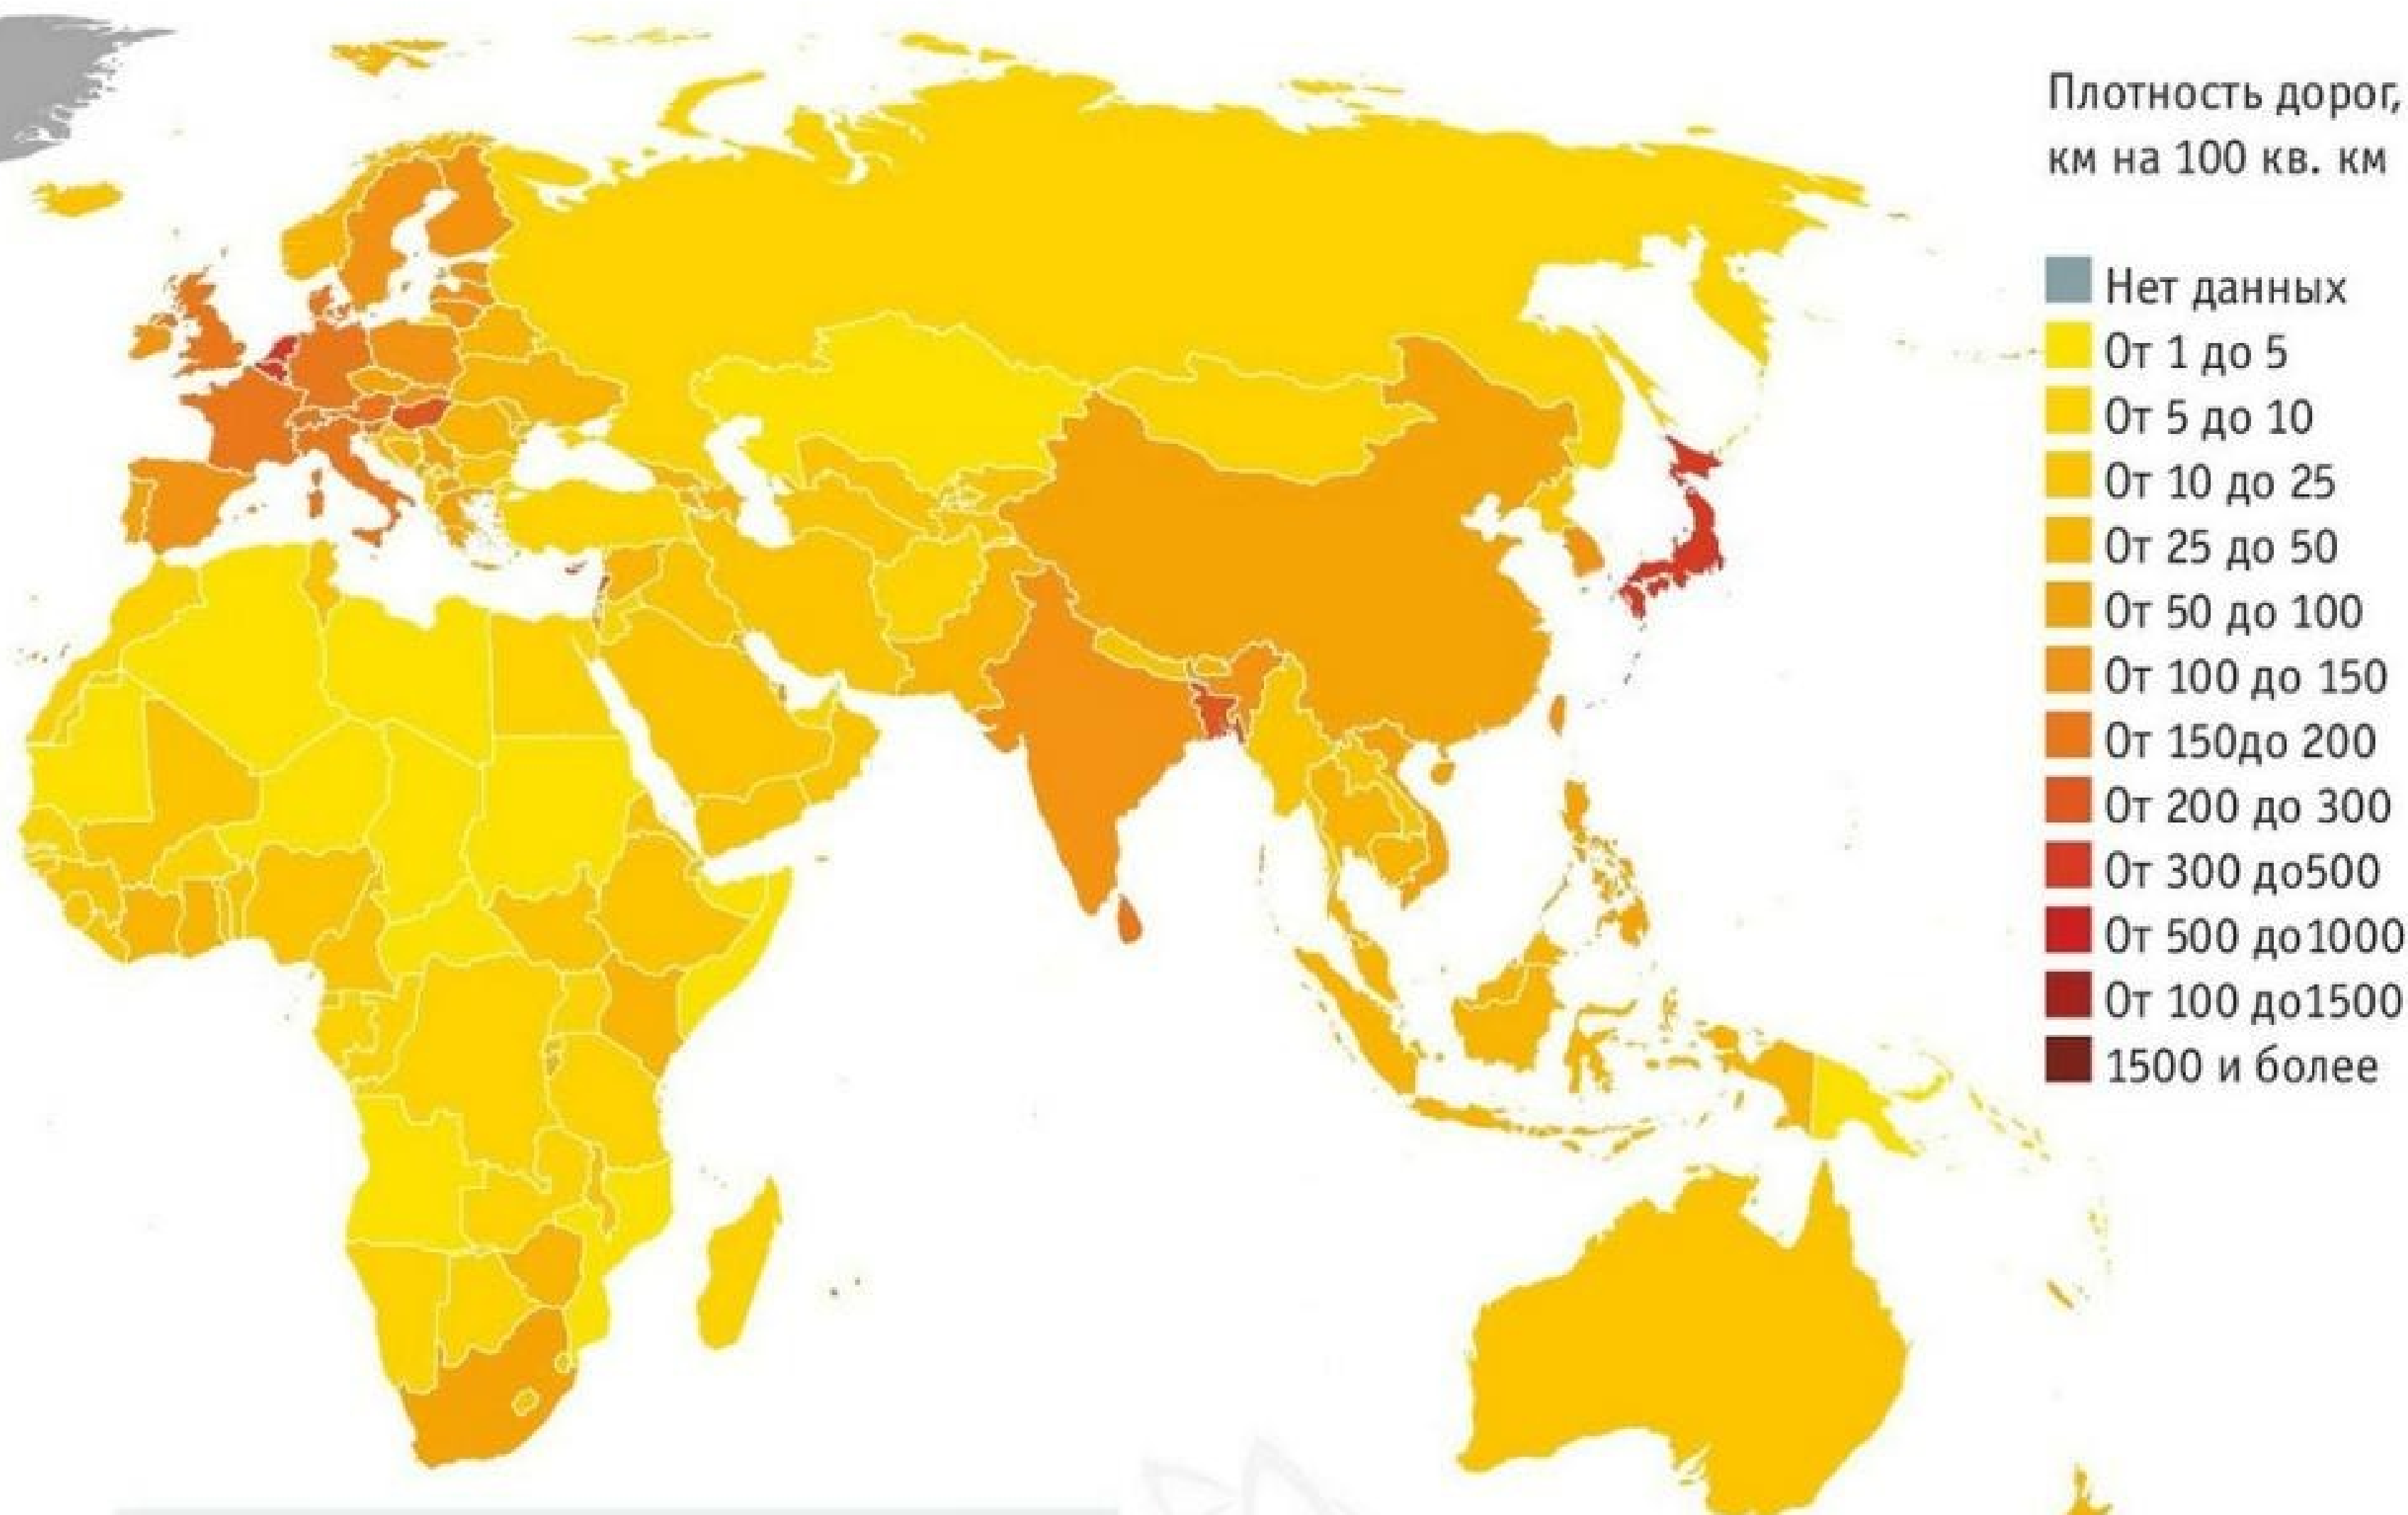 Плотность дорог,
км на 100 кв. км
Нет данных
От 1 до 5
От 5 до 10
От 10 до 25
От 25 до 50
От 50 до 100
От 100 до 150
От 150до 200
От 200 до 300
От 300 до500
От 500 до1000
От 100 до1500
1500 и более